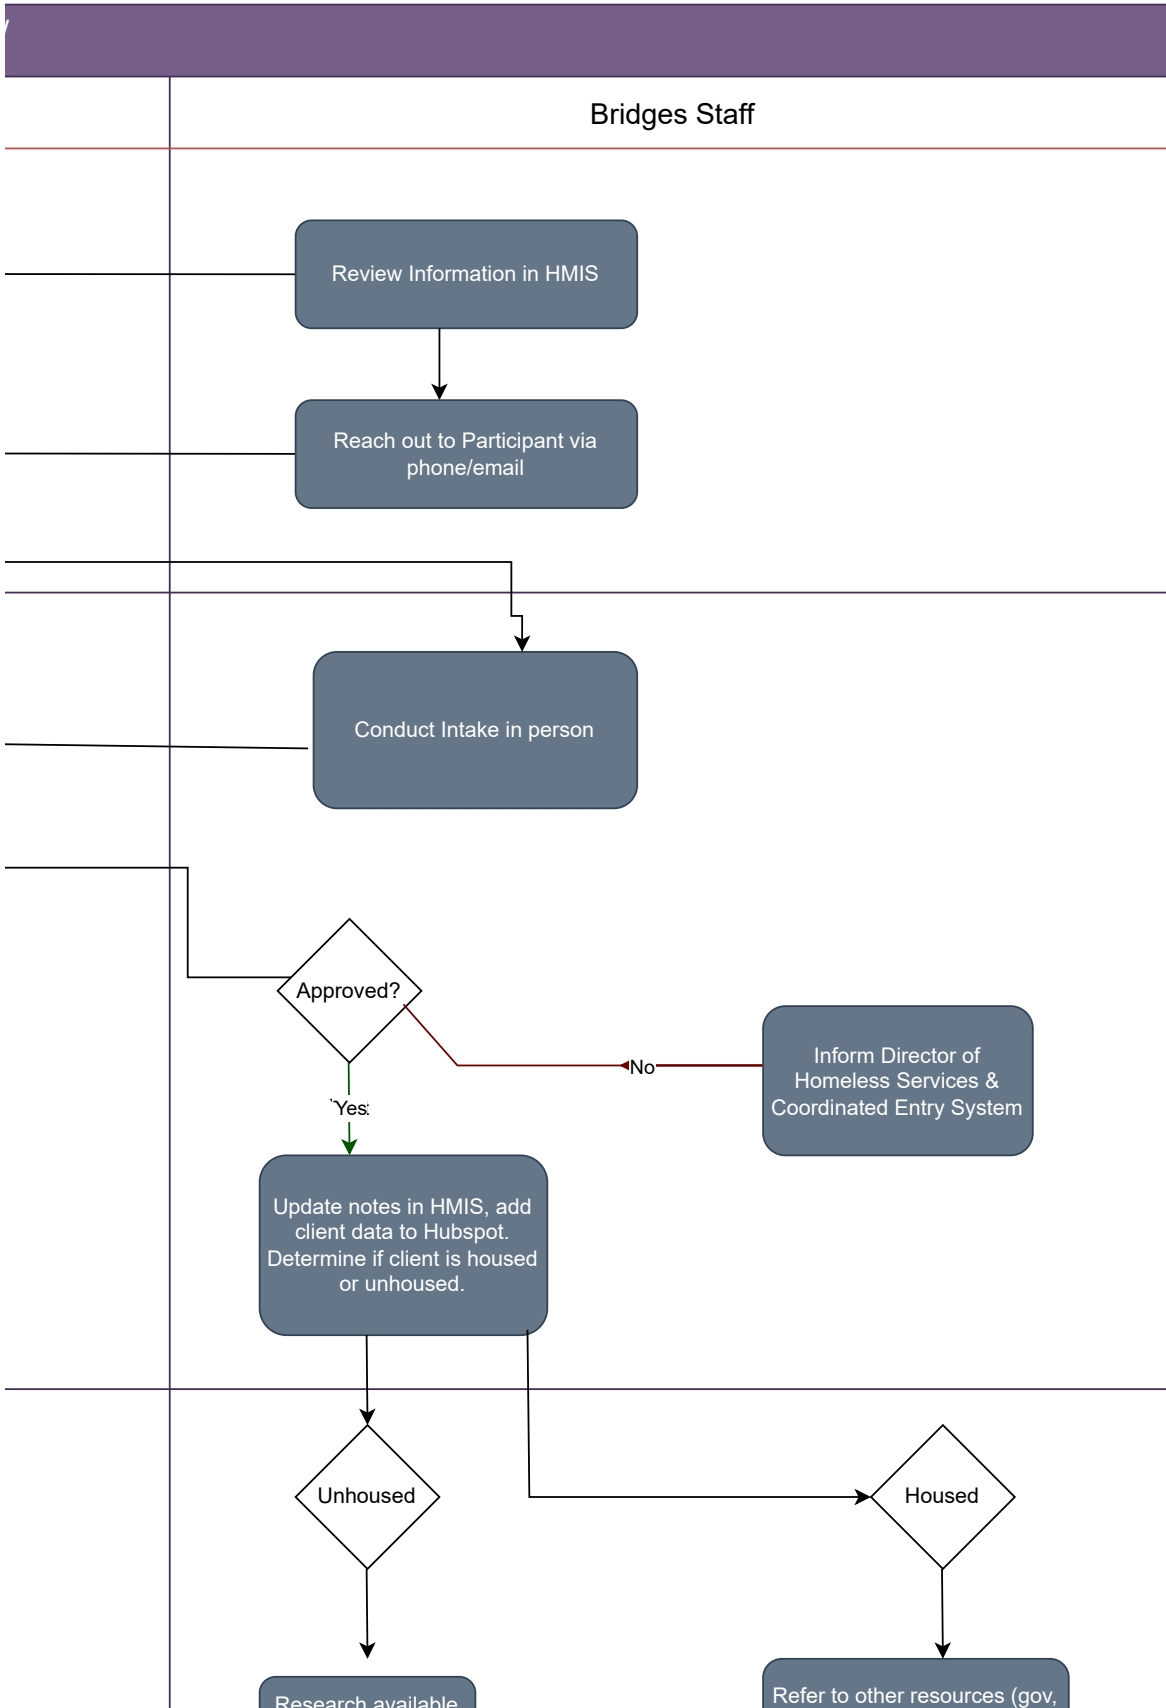 Bridges Staff
Review Information in HMIS
Reach out to Participant via
phone/email
Conduct Intake in person
Approved?
No
Inform Director of
Homeless Services &
Coordinated Entry System
Yes
Update notes in HMIS, add
client data to Hubspot.
Determine if client is housed
or unhoused.
Unhoused
Housed
Research available
Refer to other resources (gov,